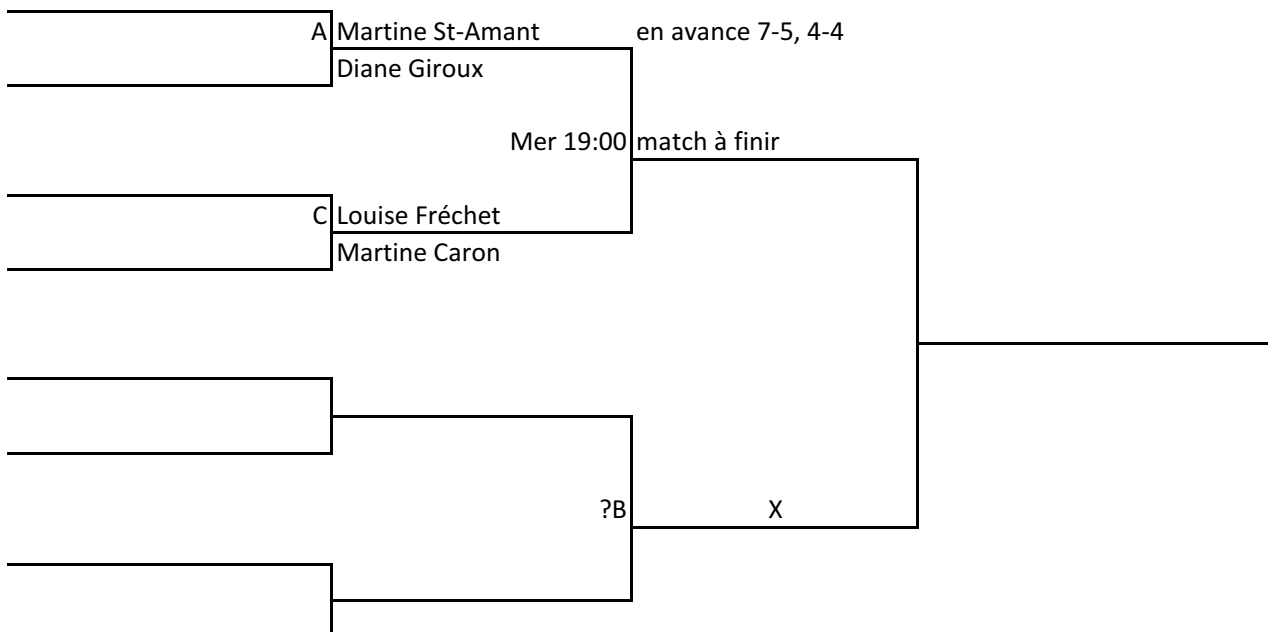 A Martine St-Amant en avance 7-5, 4-4
Diane Giroux
Mer 19:00 match à finir
C Louise Fréchet
Martine Caron
?B X